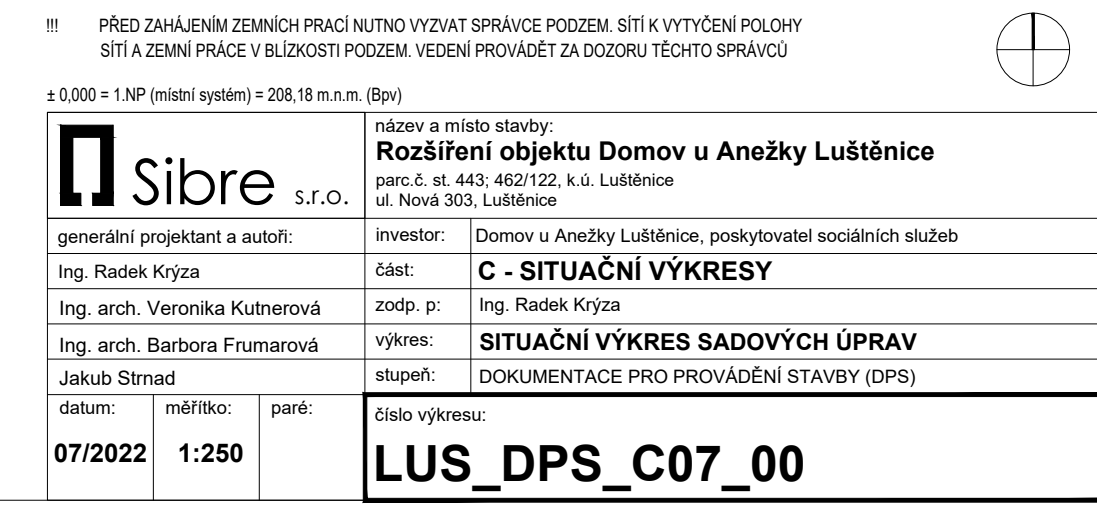 !!! PŘED ZAHÁJENÍM ZEMNÍCH PRACÍ NUTNO VYZVAT SPRÁVCE PODZEM. SÍTÍ K VYTYČENÍ POLOHY
SÍTÍ A ZEMNÍ PRÁCE V BLÍZKOSTI PODZEM. VEDENÍ PROVÁDĚT ZA DOZORU TĚCHTO SPRÁVCŮ
± 0,000 = 1.NP (místní systém) = 208,18 m.n.m. (Bpv)
Sibre s.r.o.
název a místo stavby:
Rozšíření objektu Domov u Anežky Luštěnice
parc.č. st. 443; 462/122, k.ú. Luštěnice
ul. Nová 303, Luštěnice
generální projektant a autoři:
investor: Domov u Anežky Luštěnice, poskytovatel sociálních služeb
Ing. Radek Krýza
část: C - SITUAČNÍ VÝKRESY
Ing. arch. Veronika Kutnerová
zodp. p: Ing. Radek Krýza
Ing. arch. Barbora Frumarová
výkres: SITUAČNÍ VÝKRES SADOVÝCH ÚPRAV
Jakub Strnad
stupeň: DOKUMENTACE PRO PROVÁDĚNÍ STAVBY (DPS)
datum: měřítko: paré:
07/2022 1:250
číslo výkresu:
LUS_DPS_C07_00